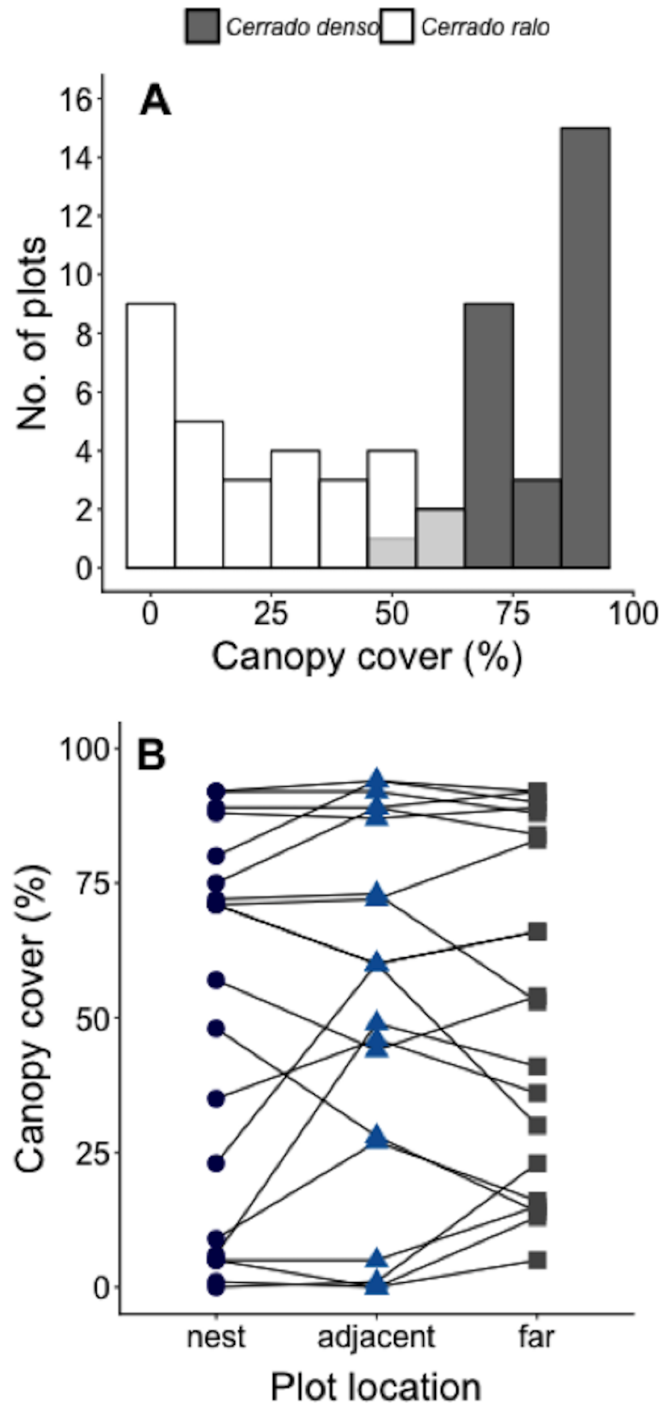 Cerrado denso Cerrado ralo
A
16
14
12
10
8
6
4
2
0
No. of plots
0 25 50 75 100
Canopy cover (%)
B
100
75
50
25
0
Canopy cover (%)
nest adjacent far
Plot location